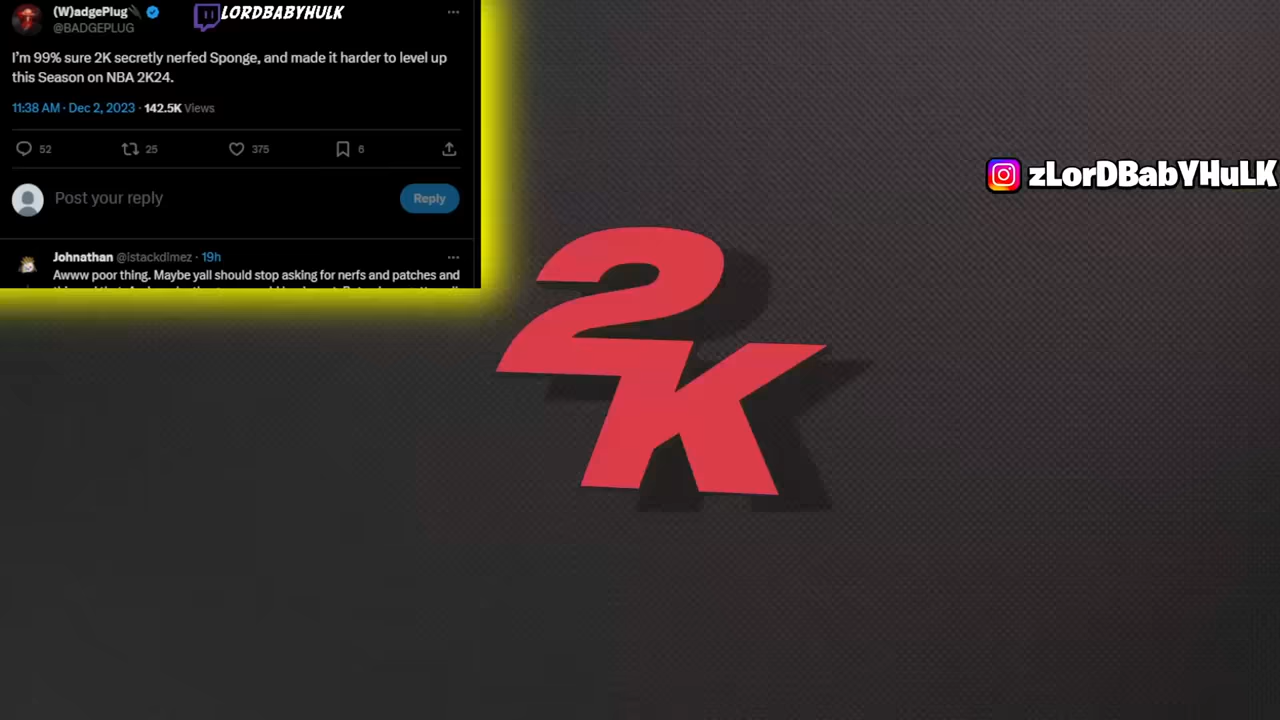 (W)adgePlug
LORDBABYHULK
@BADGEPLUG
I'm 99% sure 2K secretly nerfed Sponge, and made it harder to level up
this Season on NBA 2K24.
11:38 AM · Dec 2, 2023 · 142.5K Views
52 25 375 6
Post your reply
Reply
Johnathan @istackdimez · 19h
Awww poor thing. Maybe yall should stop asking for nerfs and patches and
zLorDBabYHuLK
2K